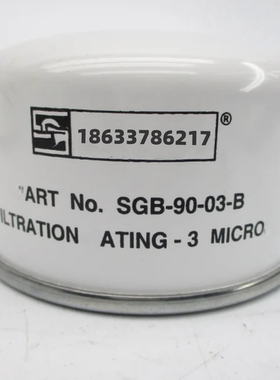 18633786217®
ART No. SGB-90-03-B
ILTRATION ATING - 3 MICRO